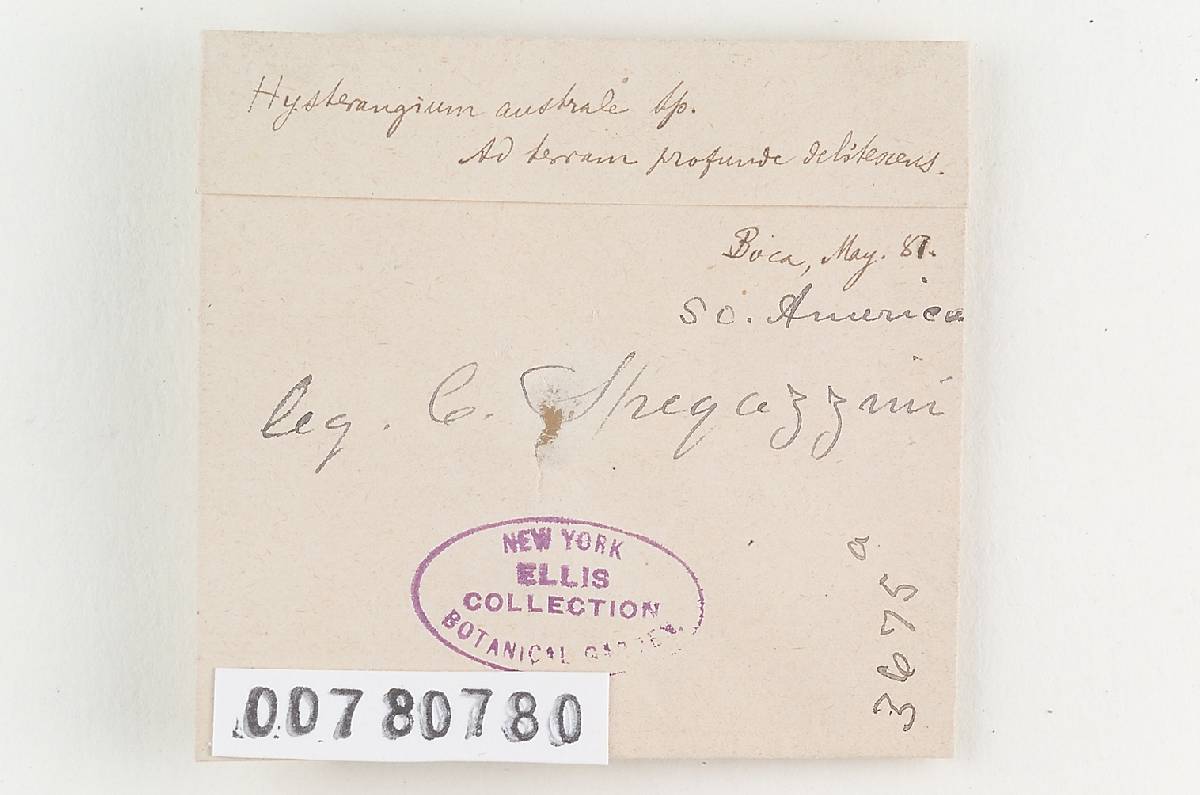 Hysterangium australe Sp.
Ad terram profunde delitescens.
Boca, May. 81.
So. America
leg. C. Spegazzini
NEW YORK
ELLIS
COLLECTION
BOTANICAL GARDEN
3675 a
00780780